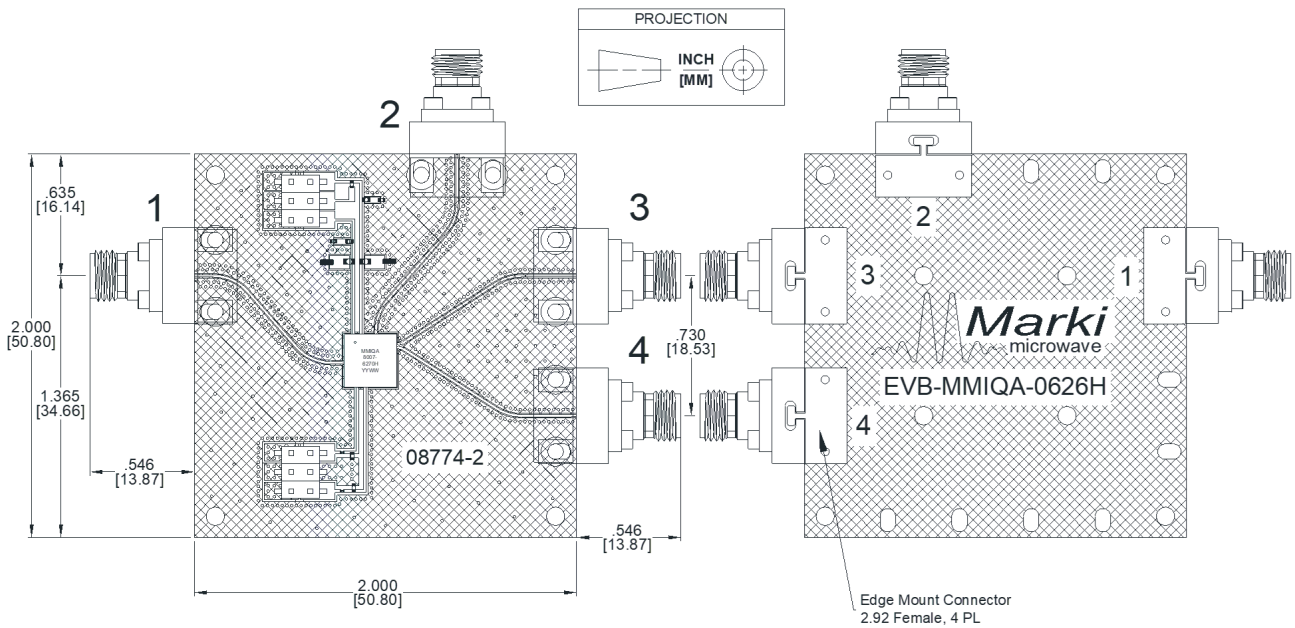 PROJECTION
INCH
[MM]
2
1
3
4
.635
[16.14]
2.000
[50.80]
1.365
[34.66]
.546
[13.87]
MMIQA
YYWW
08774-2
.730
[18.53]
.546
[13.87]
2.000
[50.80]
2
3
1
4
Marki
microwave
EVB-MMIQA-0626H
Edge Mount Connector
2.92 Female, 4 PL